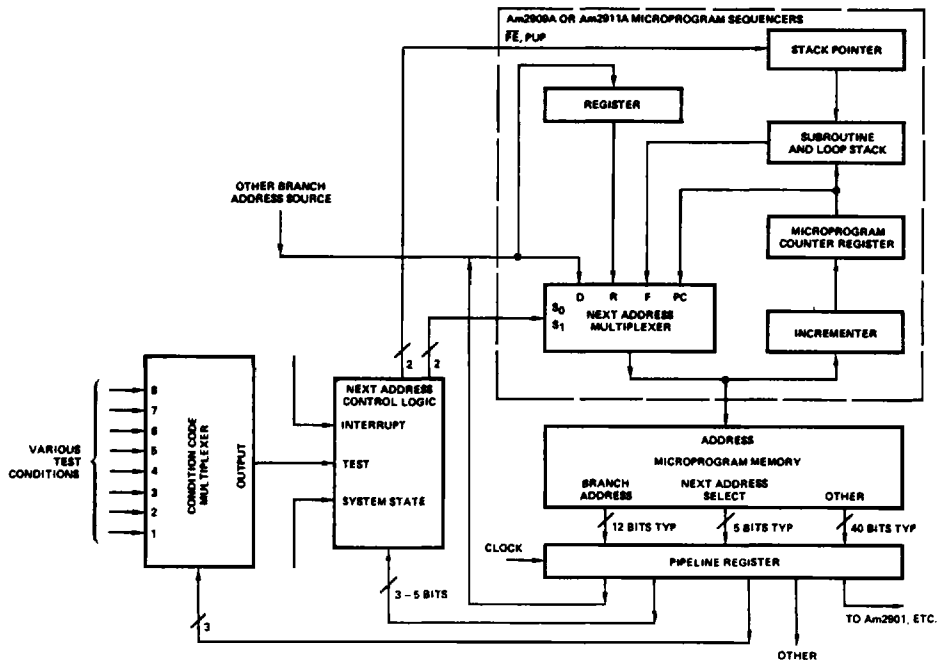 Am2909A OR Am2911A MICROPROGRAM SEQUENCERS
FE, PUP
STACK POINTER
REGISTER
SUBROUTINE
AND LOOP STACK
OTHER BRANCH
ADDRESS SOURCE
MICROPROGRAM
COUNTER REGISTER
D R F PC
S0
S1
NEXT ADDRESS
MULTIPLEXER
INCREMENTER
2
2
NEXT ADDRESS
CONTROL LOGIC
INTERRUPT
TEST
SYSTEM STATE
VARIOUS
TEST
CONDITIONS
8
7
6
5
4
3
2
1
CONDITION CODE
MULTIPLEXER
OUTPUT
ADDRESS
MICROPROGRAM MEMORY
BRANCH
ADDRESS
NEXT ADDRESS
SELECT
OTHER
12 BITS TYP
5 BITS TYP
40 BITS TYP
CLOCK
PIPELINE REGISTER
3 – 5 BITS
3
TO Am2901, ETC.
OTHER